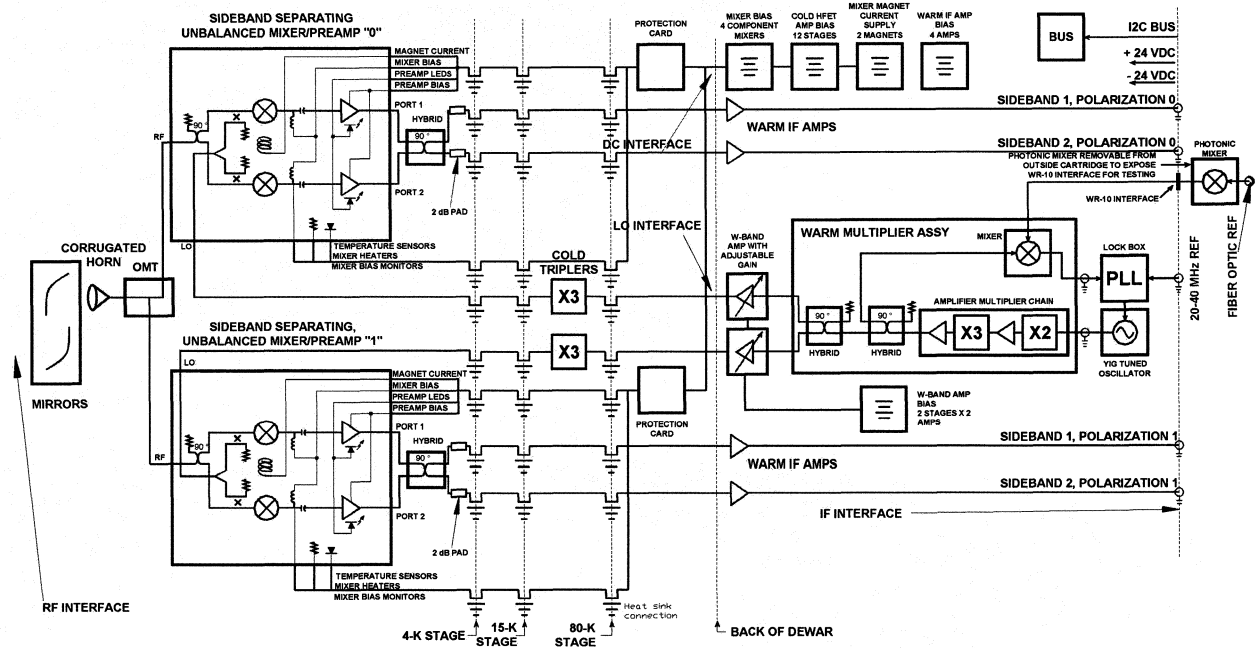 SIDEBAND SEPARATING
UNBALANCED MIXER/PREAMP "0"
MAGNET CURRENT
MIXER BIAS
PREAMP LEDS
PREAMP BIAS
90°
RF
LO
PORT 1
PORT 2
HYBRID
90°
2 dB PAD
TEMPERATURE SENSORS
MIXER HEATERS
MIXER BIAS MONITORS
PROTECTION
CARD
MIXER BIAS
4 COMPONENT
MIXERS
COLD HFET
AMP BIAS
12 STAGES
MIXER MAGNET
CURRENT
SUPPLY
2 MAGNETS
WARM IF AMP
BIAS
4 AMPS
BUS
I2C BUS
+ 24 VDC
- 24 VDC
SIDEBAND 1, POLARIZATION 0
WARM IF AMPS
DC INTERFACE
SIDEBAND 2, POLARIZATION 0
PHOTONIC MIXER REMOVABLE FROM
OUTSIDE CARTRIDGE TO EXPOSE
WR-10 INTERFACE FOR TESTING
PHOTONIC
MIXER
WR-10 INTERFACE
LO INTERFACE
W-BAND
AMP WITH
ADJUSTABLE
GAIN
WARM MULTIPLIER ASSY
MIXER
LOCK BOX
PLL
20-40 MHz REF
FIBER OPTIC REF
AMPLIFIER MULTIPLIER CHAIN
90°
HYBRID
90°
HYBRID
X3
X2
YIG TUNED
OSCILLATOR
CORRUGATED
HORN
OMT
MIRRORS
COLD
TRIPLERS
X3
X3
SIDEBAND SEPARATING,
UNBALANCED MIXER/PREAMP "1"
LO
MAGNET CURRENT
MIXER BIAS
PREAMP LEDS
PREAMP BIAS
90°
RF
PORT 1
PORT 2
HYBRID
90°
2 dB PAD
PROTECTION
CARD
W-BAND AMP
BIAS
2 STAGES X 2
AMPS
SIDEBAND 1, POLARIZATION 1
WARM IF AMPS
SIDEBAND 2, POLARIZATION 1
IF INTERFACE
TEMPERATURE SENSORS
MIXER HEATERS
MIXER BIAS MONITORS
RF INTERFACE
Heat sink
connection
4-K STAGE
15-K
STAGE
80-K
STAGE
BACK OF DEWAR